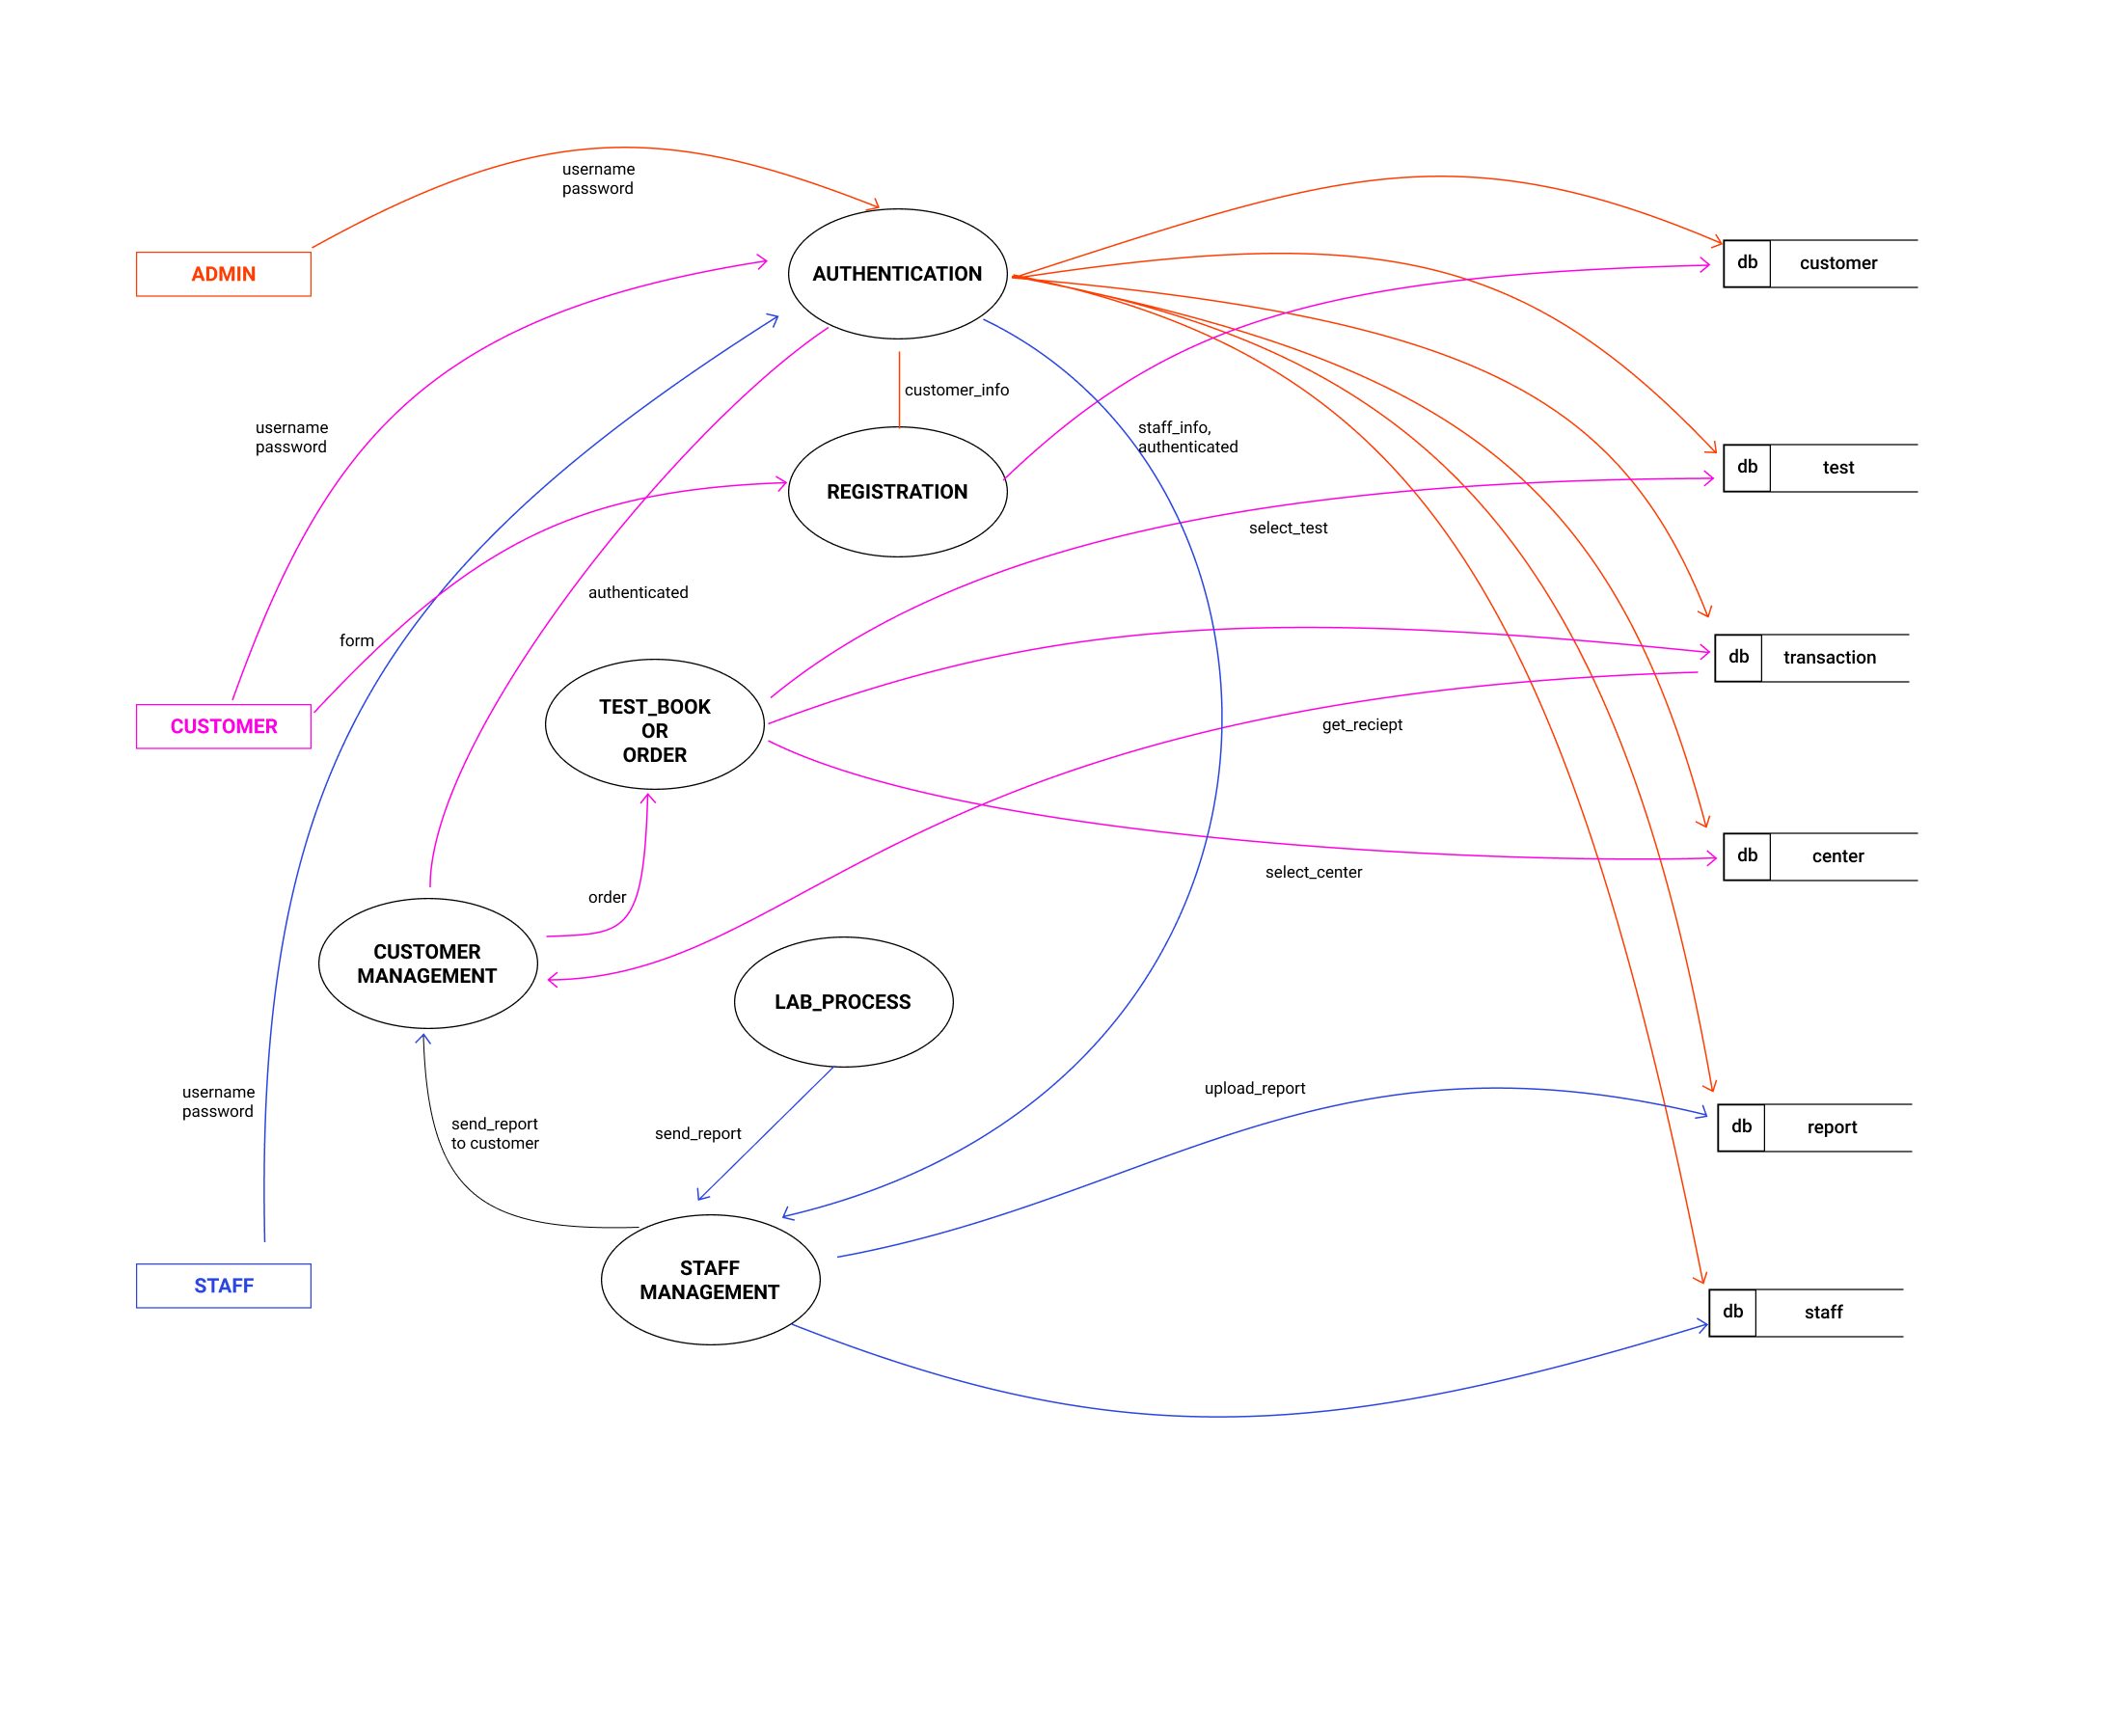 username
password
ADMIN
AUTHENTICATION
db
customer
customer_info
username
password
staff_info,
authenticated
REGISTRATION
db
test
select_test
authenticated
form
CUSTOMER
TEST_BOOK
OR
ORDER
db
transaction
get_reciept
db
center
select_center
order
CUSTOMER
MANAGEMENT
LAB_PROCESS
username
password
send_report
to customer
send_report
upload_report
db
report
STAFF
STAFF
MANAGEMENT
db
staff